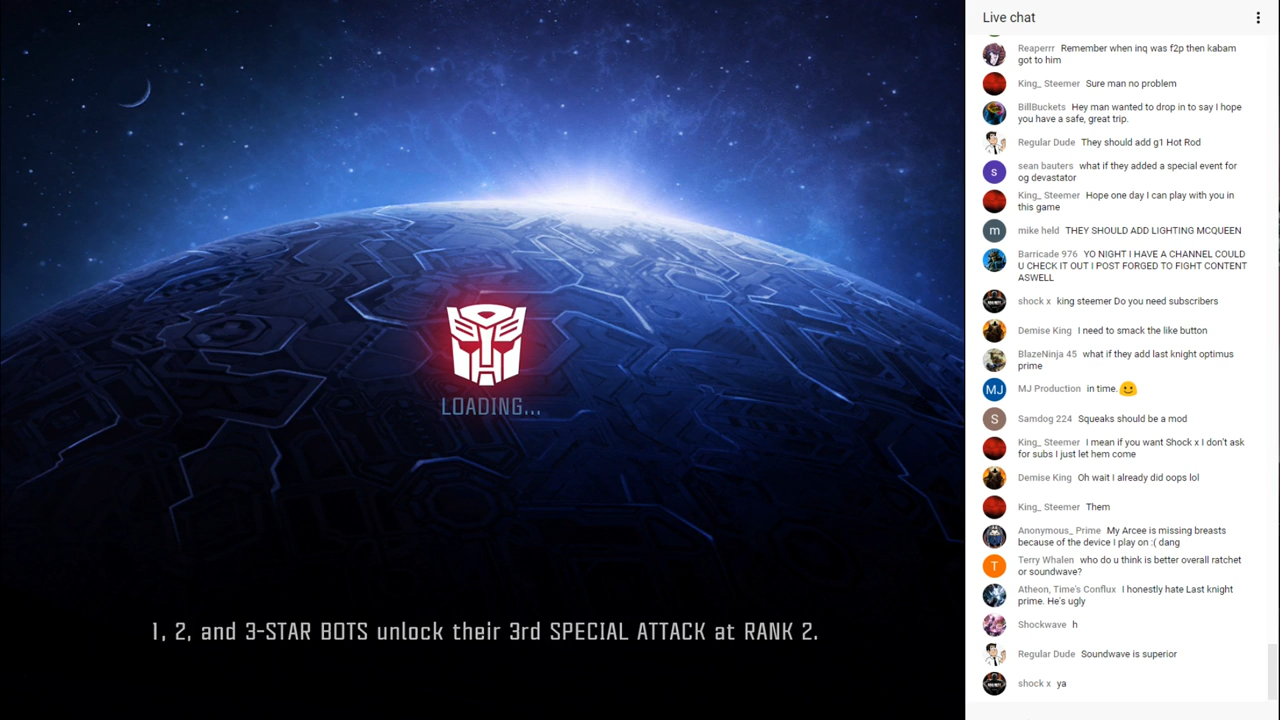 Live chat
Reaperrr Remember when inq was f2p then kabam
got to him
King_ Steemer Sure man no problem
BillBuckets Hey man wanted to drop in to say I hope
you have a safe, great trip.
Regular Dude They should add g1 Hot Rod
s
sean bauters what if they added a special event for
og devastator
King_ Steemer Hope one day I can play with you in
this game
m
mike held THEY SHOULD ADD LIGHTING MCQUEEN
Barricade 976 YO NIGHT I HAVE A CHANNEL COULD
U CHECK IT OUT I POST FORGED TO FIGHT CONTENT
ASWELL
shock x king steemer Do you need subscribers
Demise King I need to smack the like button
BlazeNinja 45 what if they add last knight optimus
prime
MJ
MJ Production in time.
S
Samdog 224 Squeaks should be a mod
King_ Steemer I mean if you want Shock x I don't ask
for subs I just let hem come
Demise King Oh wait I already did oops lol
King_ Steemer Them
Anonymous_ Prime My Arcee is missing breasts
because of the device I play on :( dang
T
Terry Whalen who do u think is better overall ratchet
or soundwave?
Atheon, Time's Conflux I honestly hate Last knight
prime. He's ugly
Shockwave h
Regular Dude Soundwave is superior
shock x ya
LOADING...
1, 2, and 3-STAR BOTS unlock their 3rd SPECIAL ATTACK at RANK 2.